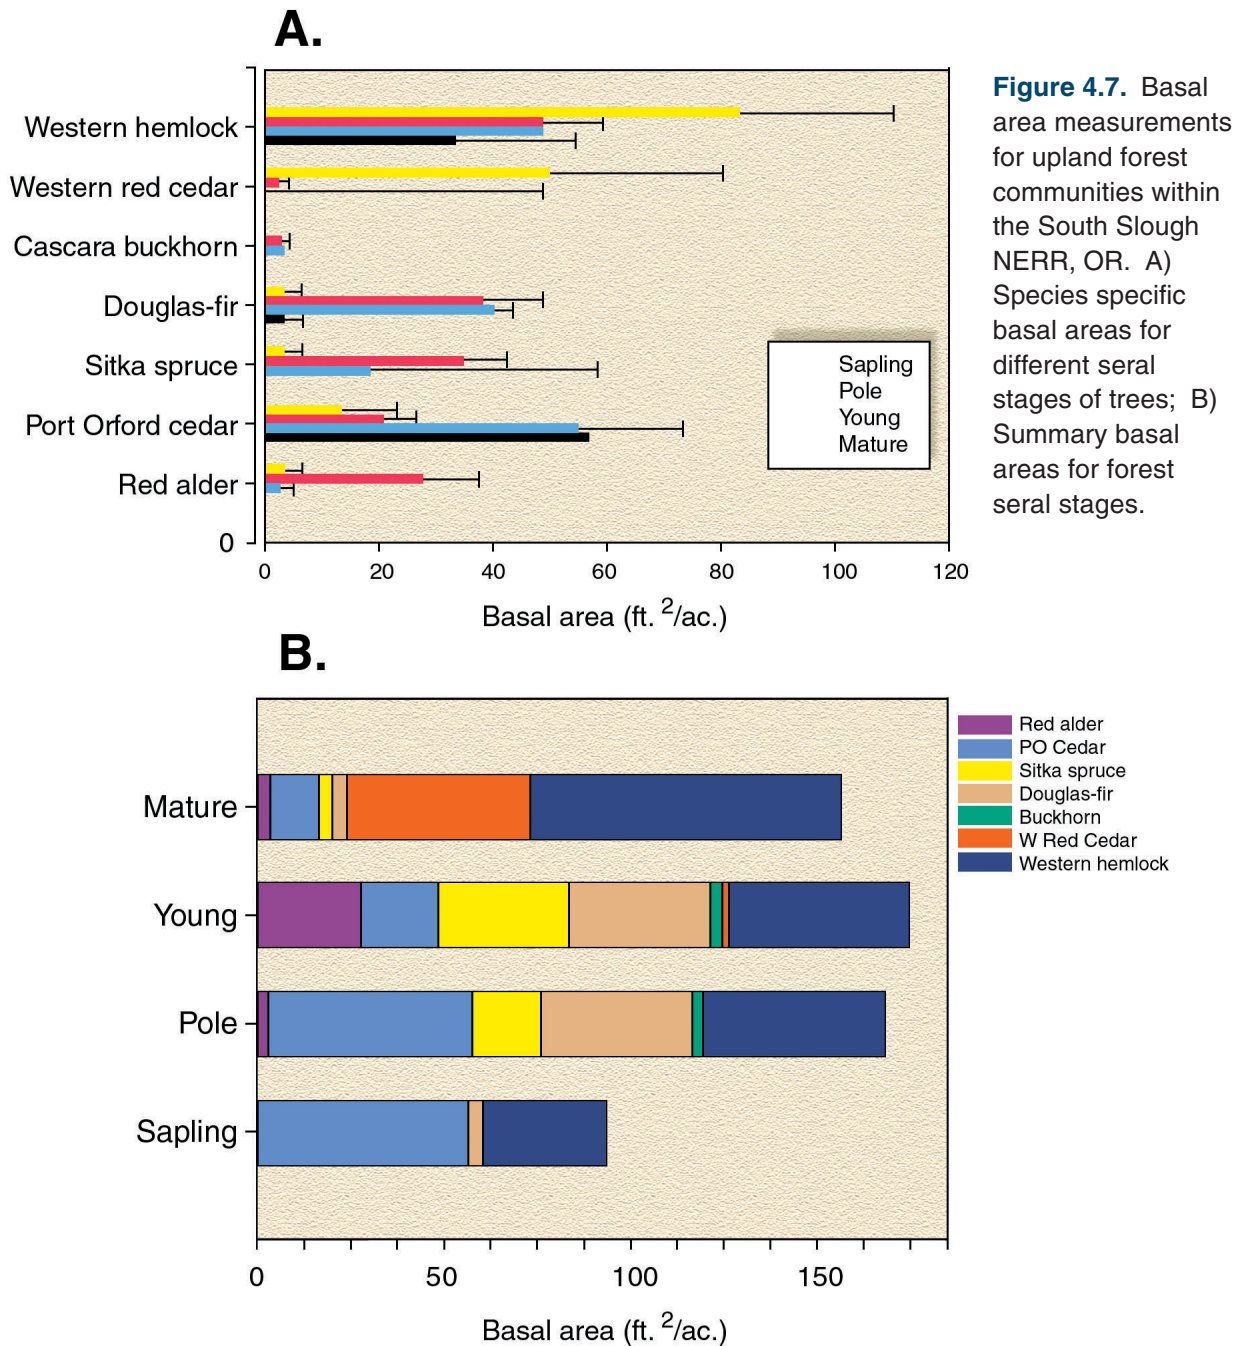 A.
Western hemlock
Western red cedar
Cascara buckhorn
Douglas-fir
Sitka spruce
Port Orford cedar
Red alder
0
0 20 40 60 80 100 120
Basal area (ft. 2/ac.)
Sapling
Pole
Young
Mature
Figure 4.7. Basal
area measurements
for upland forest
communities within
the South Slough
NERR, OR. A)
Species specific
basal areas for
different seral
stages of trees; B)
Summary basal
areas for forest
seral stages.
B.
Mature
Young
Pole
Sapling
0 50 100 150
Basal area (ft. 2/ac.)
Red alder
PO Cedar
Sitka spruce
Douglas-fir
Buckhorn
W Red Cedar
Western hemlock